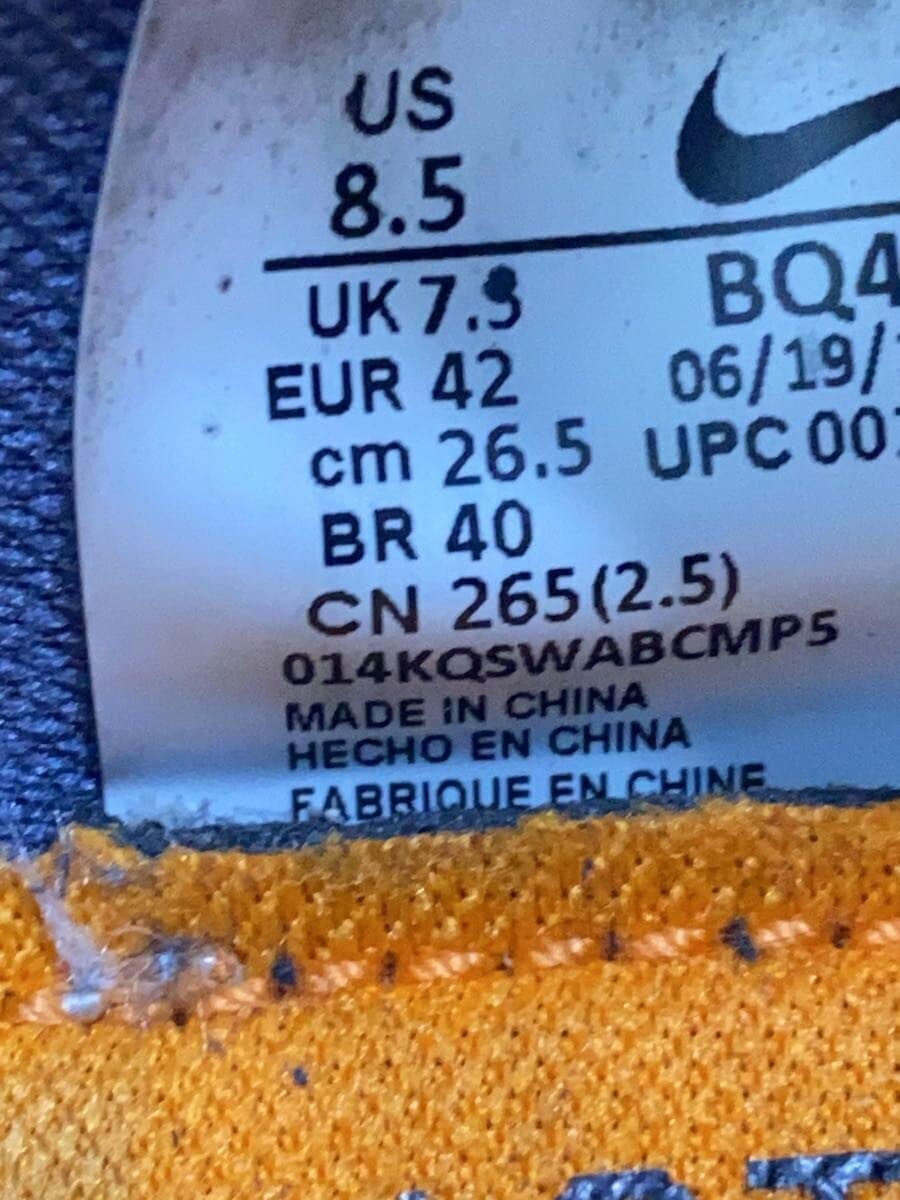 US
8.5
UK 7.5
EUR 42
cm 26.5
BR 40
CN 265(2.5)
014KQSWABCMP5
MADE IN CHINA
HECHO EN CHINA
FABRIQUE EN CHINE
BQ4
06/19/
UPC 00